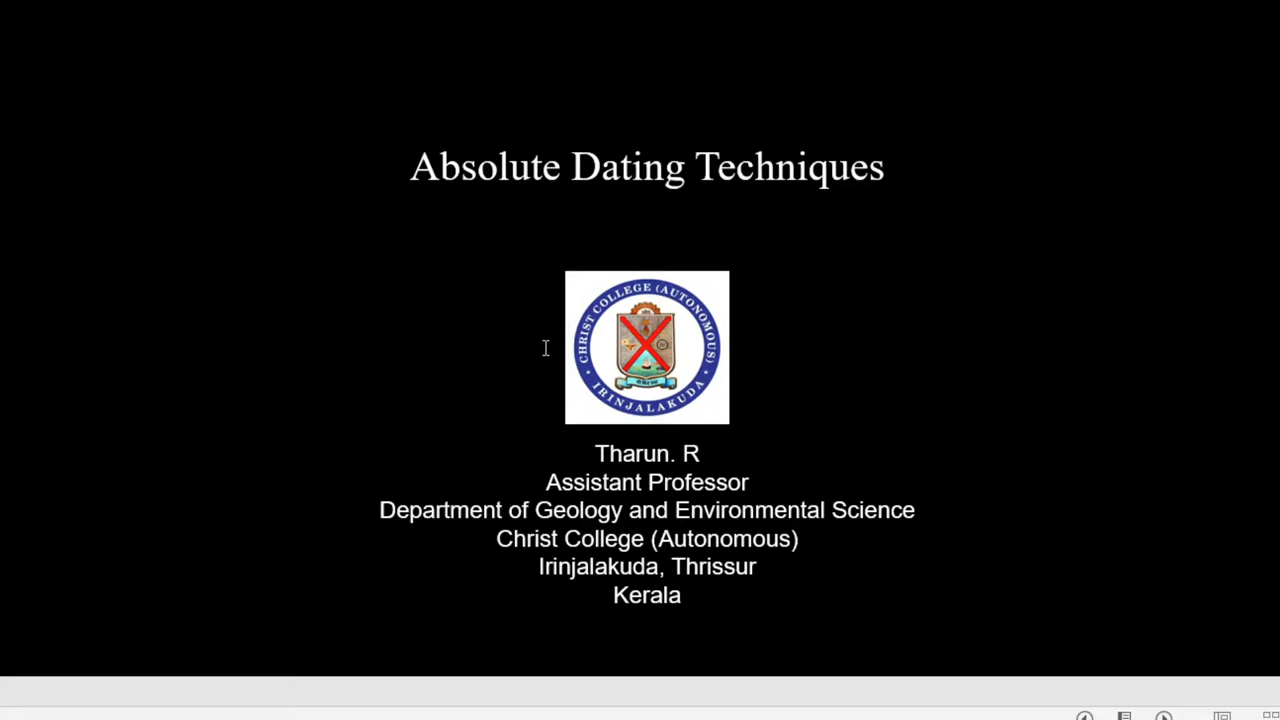 Absolute Dating Techniques
CHRIST COLLEGE (AUTONOMOUS)
IRINJALAKUDA
Tharun. R
Assistant Professor
Department of Geology and Environmental Science
Christ College (Autonomous)
Irinjalakuda, Thrissur
Kerala